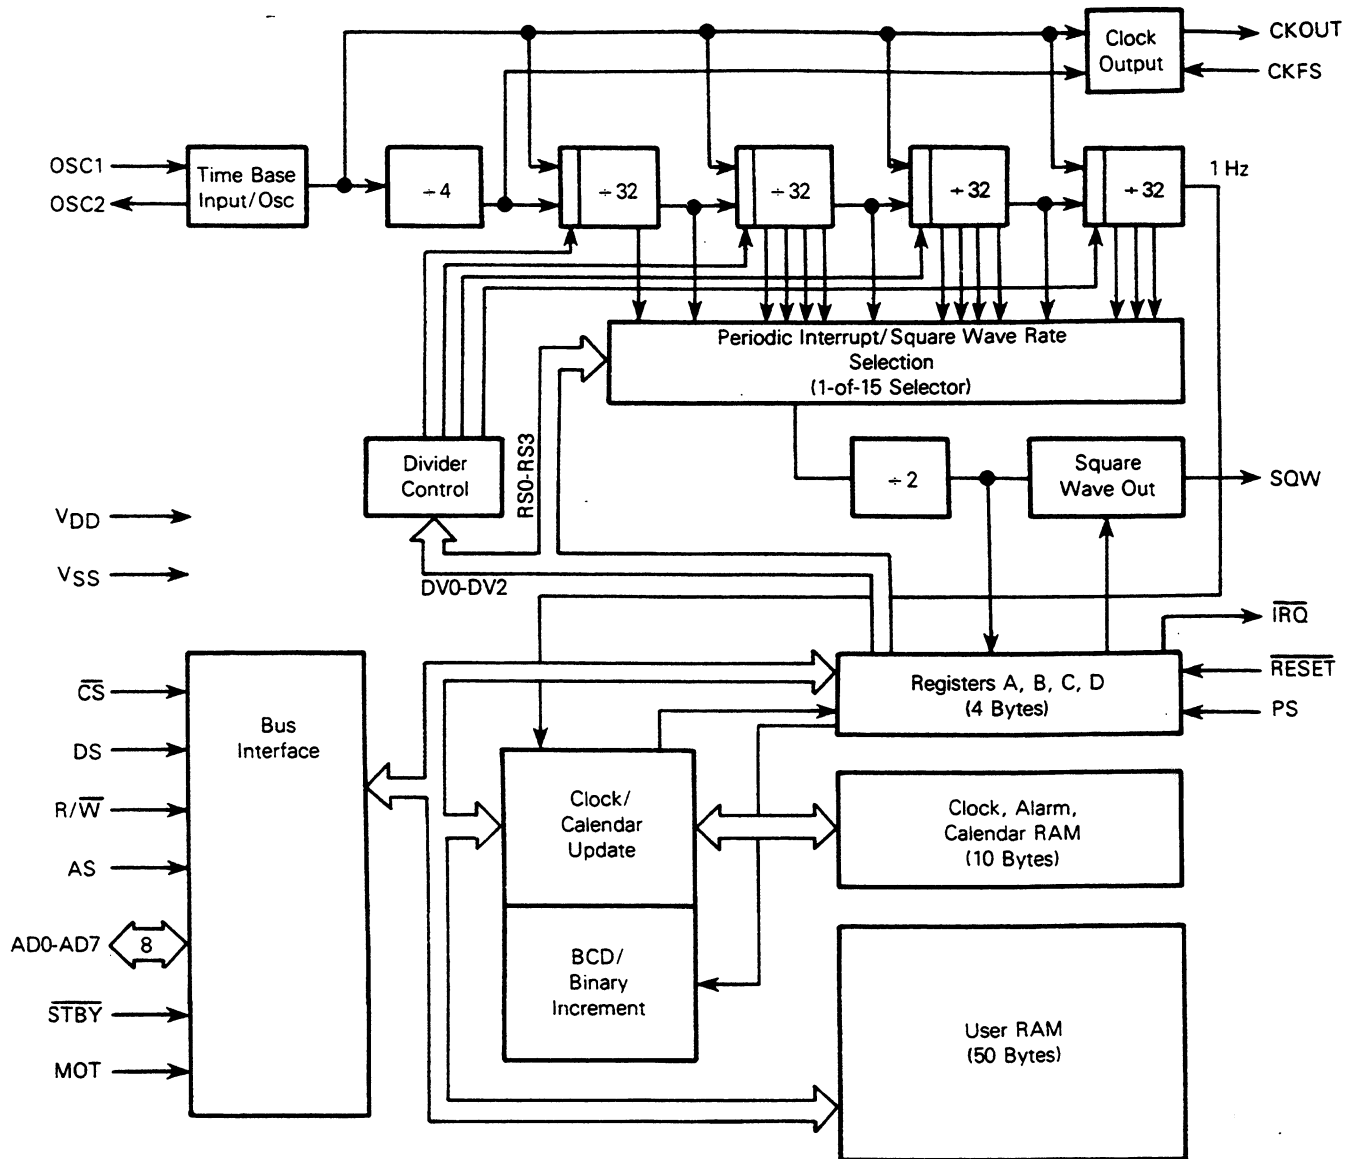 Clock
Output
CKOUT
CKFS
OSC1
OSC2
Time Base
Input/Osc
÷4
÷32
÷32
÷32
÷32
1 Hz
Periodic Interrupt/Square Wave Rate
Selection
(1-of-15 Selector)
Divider
Control
RS0-RS3
÷2
Square
Wave Out
SQW
VDD
VSS
DV0-DV2
IRQ
RESET
PS
Registers A, B, C, D
(4 Bytes)
CS
DS
R/W
AS
AD0-AD7
8
STBY
MOT
Bus
Interface
Clock/
Calendar
Update
Clock, Alarm,
Calendar RAM
(10 Bytes)
BCD/
Binary
Increment
User RAM
(50 Bytes)